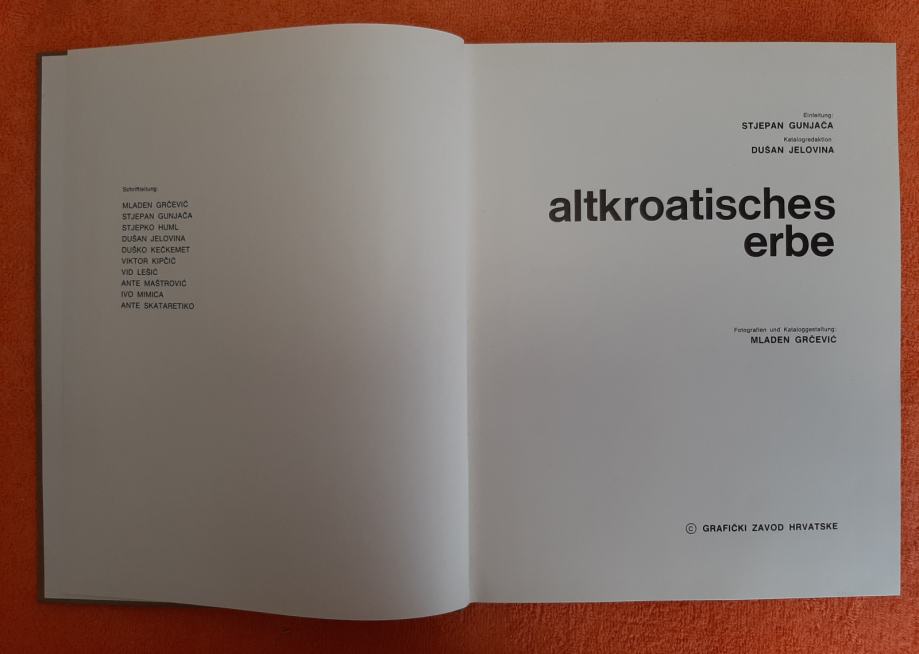 Schriftleitung:
MLADEN GRČEVIĆ
STJEPAN GUNJAČA
STJEPKO HUML
DUŠAN JELOVINA
DUŠKO KEČKEMET
VIKTOR KIPČIĆ
VID LEŠIĆ
ANTE MAŠTROVIĆ
IVO MIMICA
ANTE SKATARETIKO
Einleitung:
STJEPAN GUNJAČA
Katalogredaktion:
DUŠAN JELOVINA
altkroatisches
erbe
Fotografien und Kataloggestaltung:
MLADEN GRČEVIĆ
© GRAFIČKI ZAVOD HRVATSKE